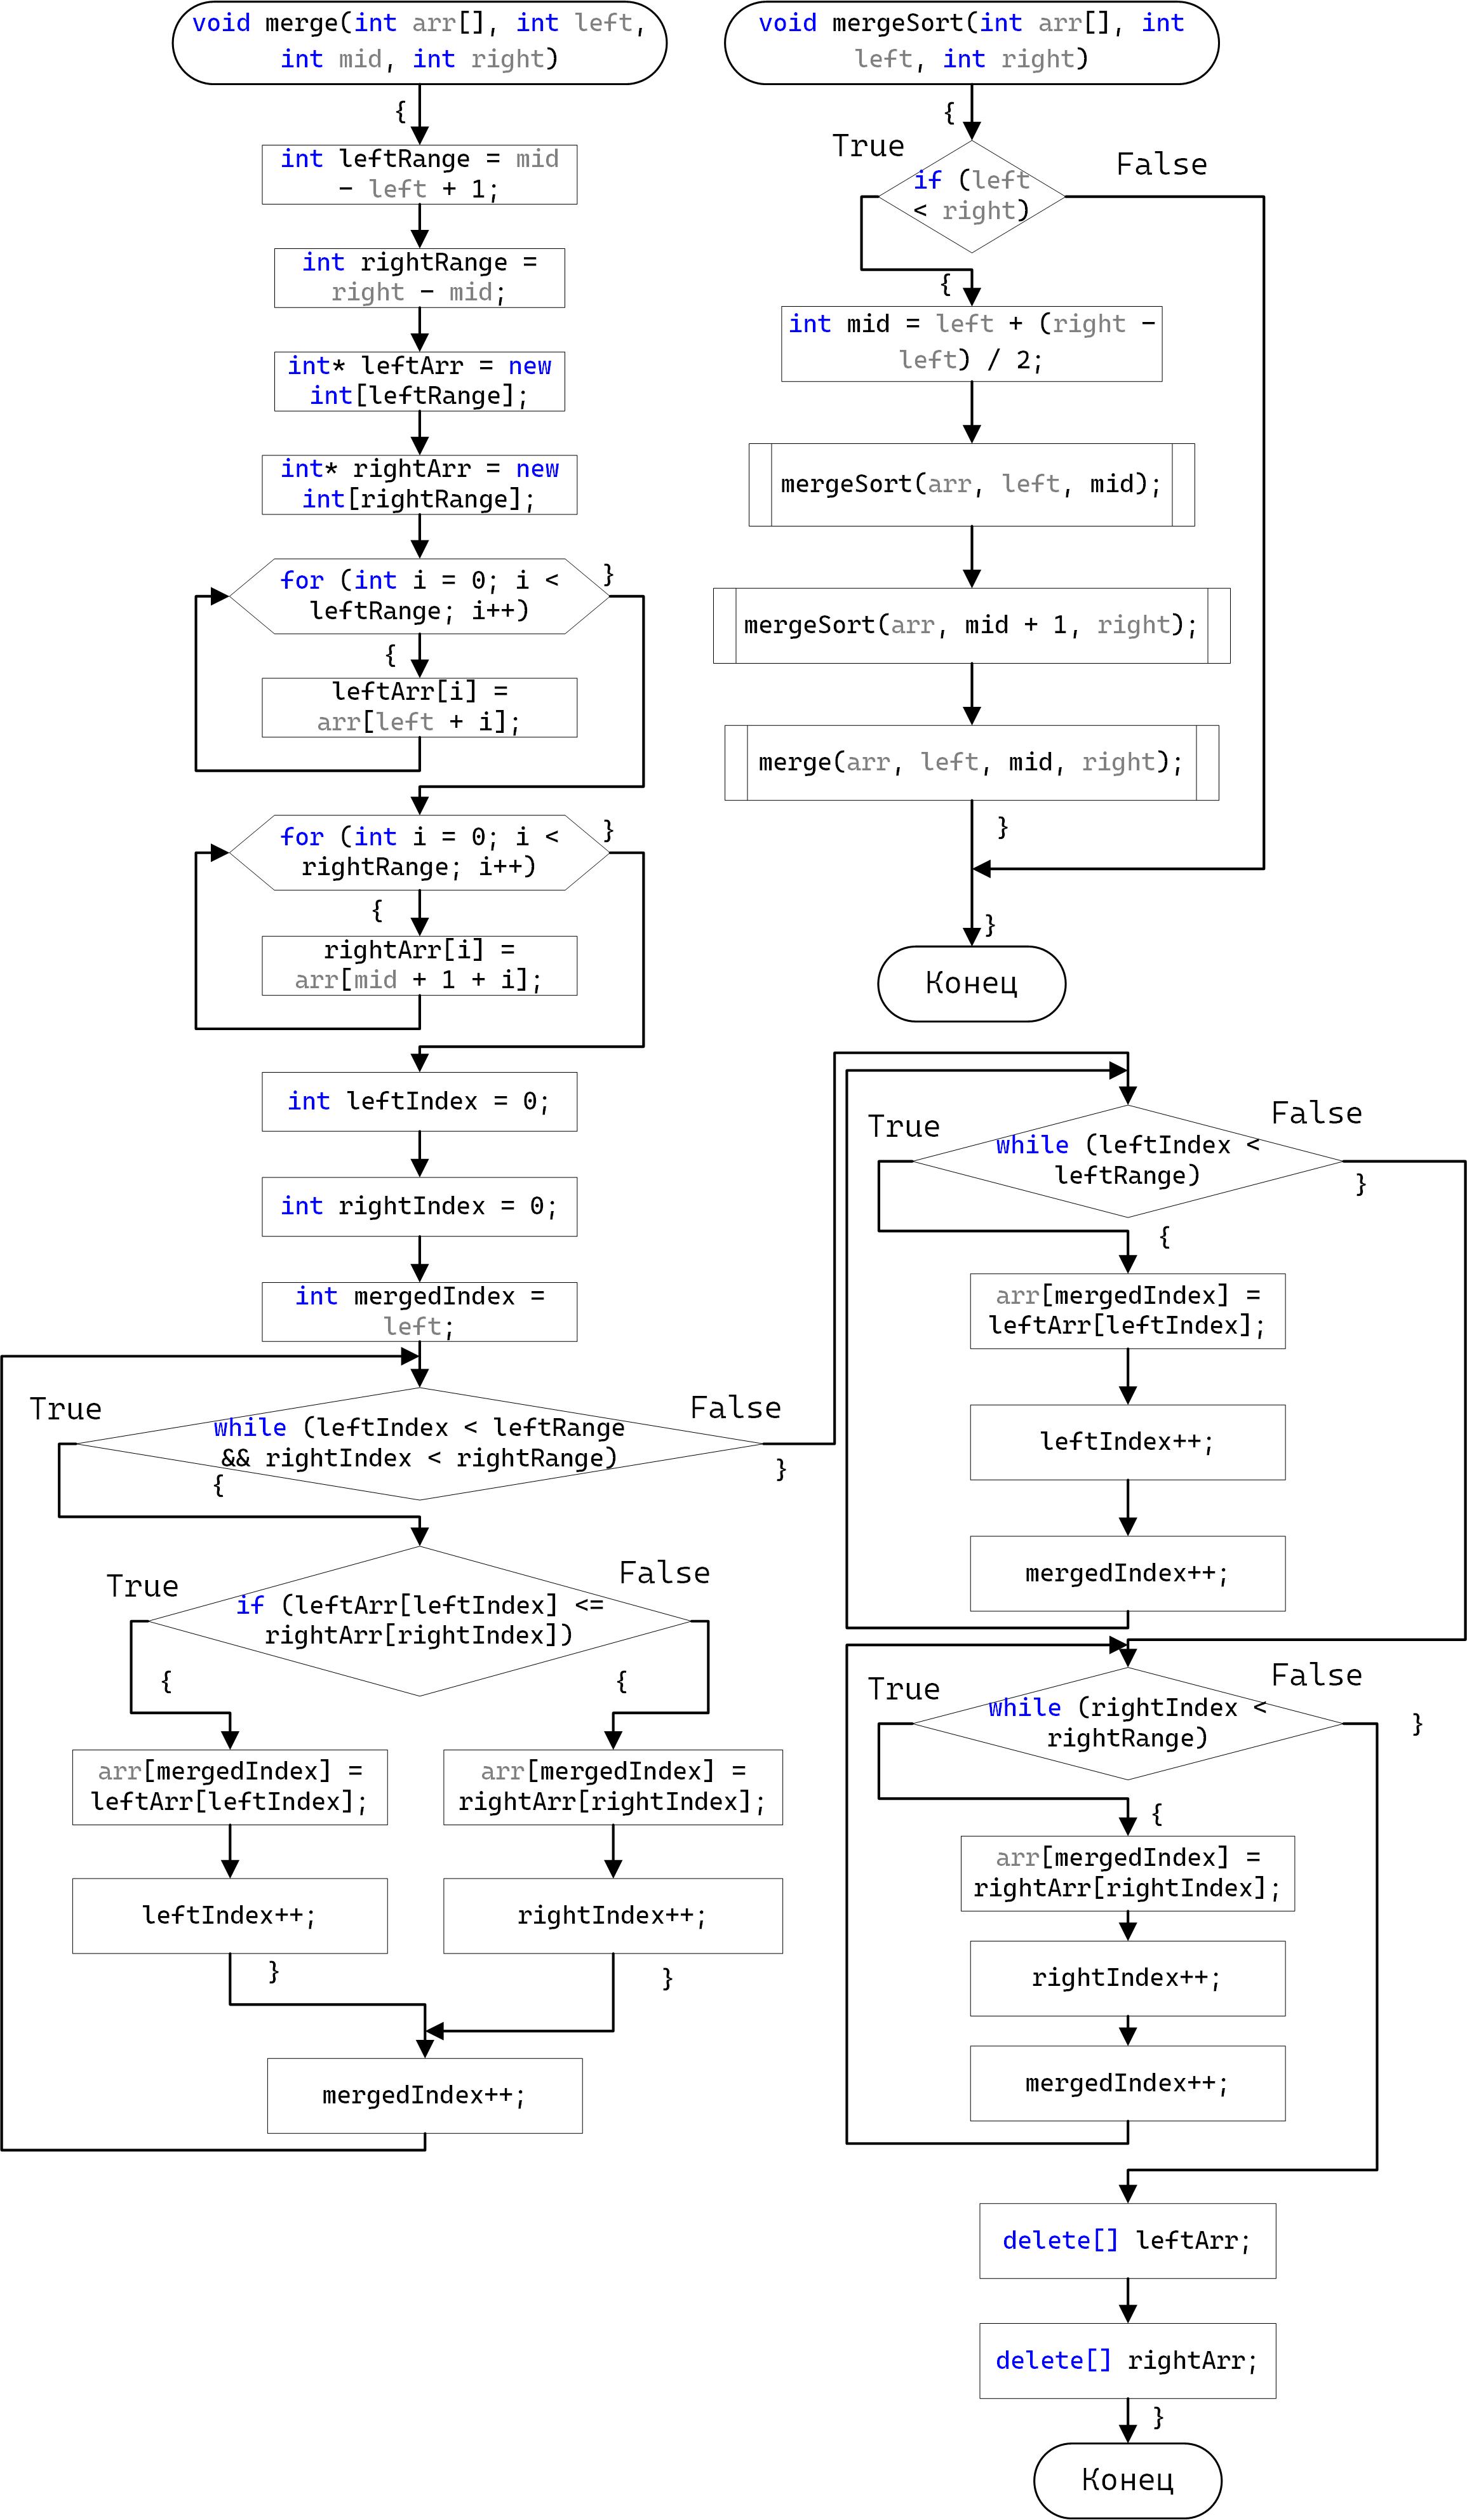 void merge(int arr[], int left,
int mid, int right)
{
int leftRange = mid
- left + 1;
int rightRange =
right - mid;
int* leftArr = new
int[leftRange];
int* rightArr = new
int[rightRange];
for (int i = 0; i <
leftRange; i++)
}
{
leftArr[i] =
arr[left + i];
for (int i = 0; i <
rightRange; i++)
}
{
rightArr[i] =
arr[mid + 1 + i];
int leftIndex = 0;
int rightIndex = 0;
int mergedIndex =
left;
True
False
while (leftIndex < leftRange
&& rightIndex < rightRange)
{
}
True
False
if (leftArr[leftIndex] <=
rightArr[rightIndex])
{
{
arr[mergedIndex] =
leftArr[leftIndex];
arr[mergedIndex] =
rightArr[rightIndex];
leftIndex++;
rightIndex++;
}
}
mergedIndex++;
void mergeSort(int arr[], int
left, int right)
{
True
False
if (left
< right)
{
int mid = left + (right -
left) / 2;
mergeSort(arr, left, mid);
mergeSort(arr, mid + 1, right);
merge(arr, left, mid, right);
}
}
Конец
True
False
while (leftIndex <
leftRange)
}
{
arr[mergedIndex] =
leftArr[leftIndex];
leftIndex++;
mergedIndex++;
True
False
while (rightIndex <
rightRange)
}
{
arr[mergedIndex] =
rightArr[rightIndex];
rightIndex++;
mergedIndex++;
delete[] leftArr;
delete[] rightArr;
}
Конец